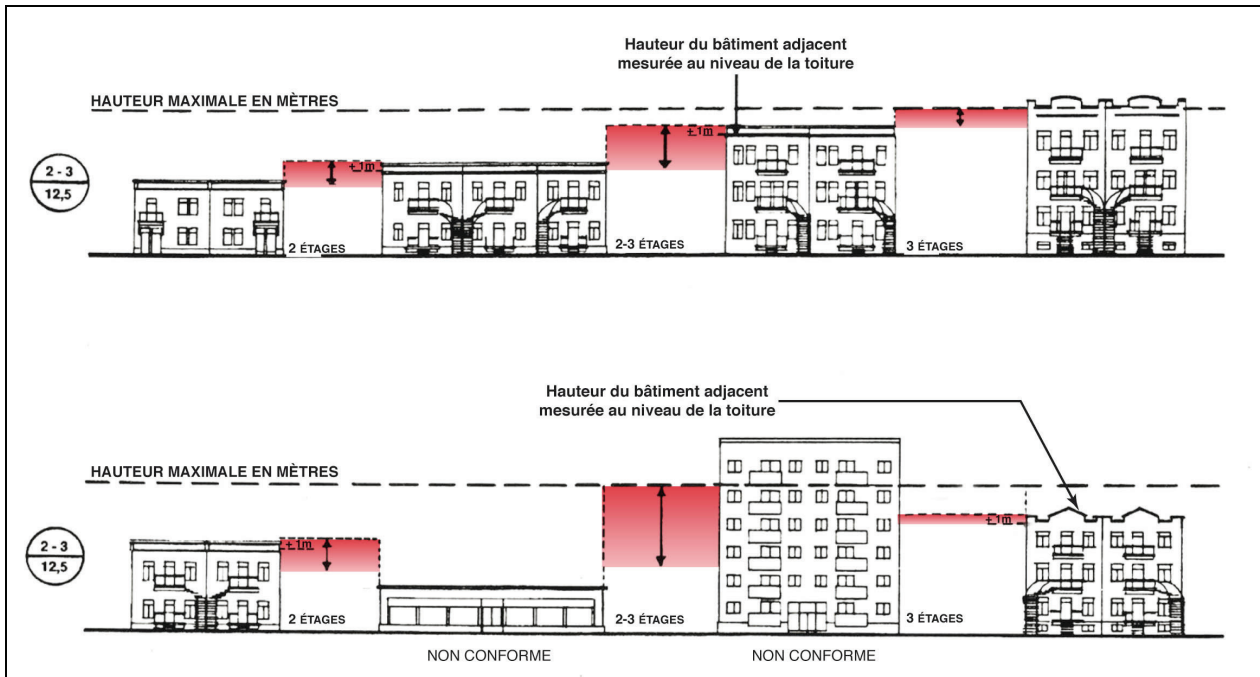 Hauteur du bâtiment adjacent
mesurée au niveau de la toiture
HAUTEUR MAXIMALE EN MÈTRES
2 - 3
12,5
+ 1m
+ 1m
2 ÉTAGES
2-3 ÉTAGES
3 ÉTAGES
Hauteur du bâtiment adjacent
mesurée au niveau de la toiture
HAUTEUR MAXIMALE EN MÈTRES
2 - 3
12,5
+ 1m
+ 1m
2 ÉTAGES
2-3 ÉTAGES
3 ÉTAGES
NON CONFORME
NON CONFORME